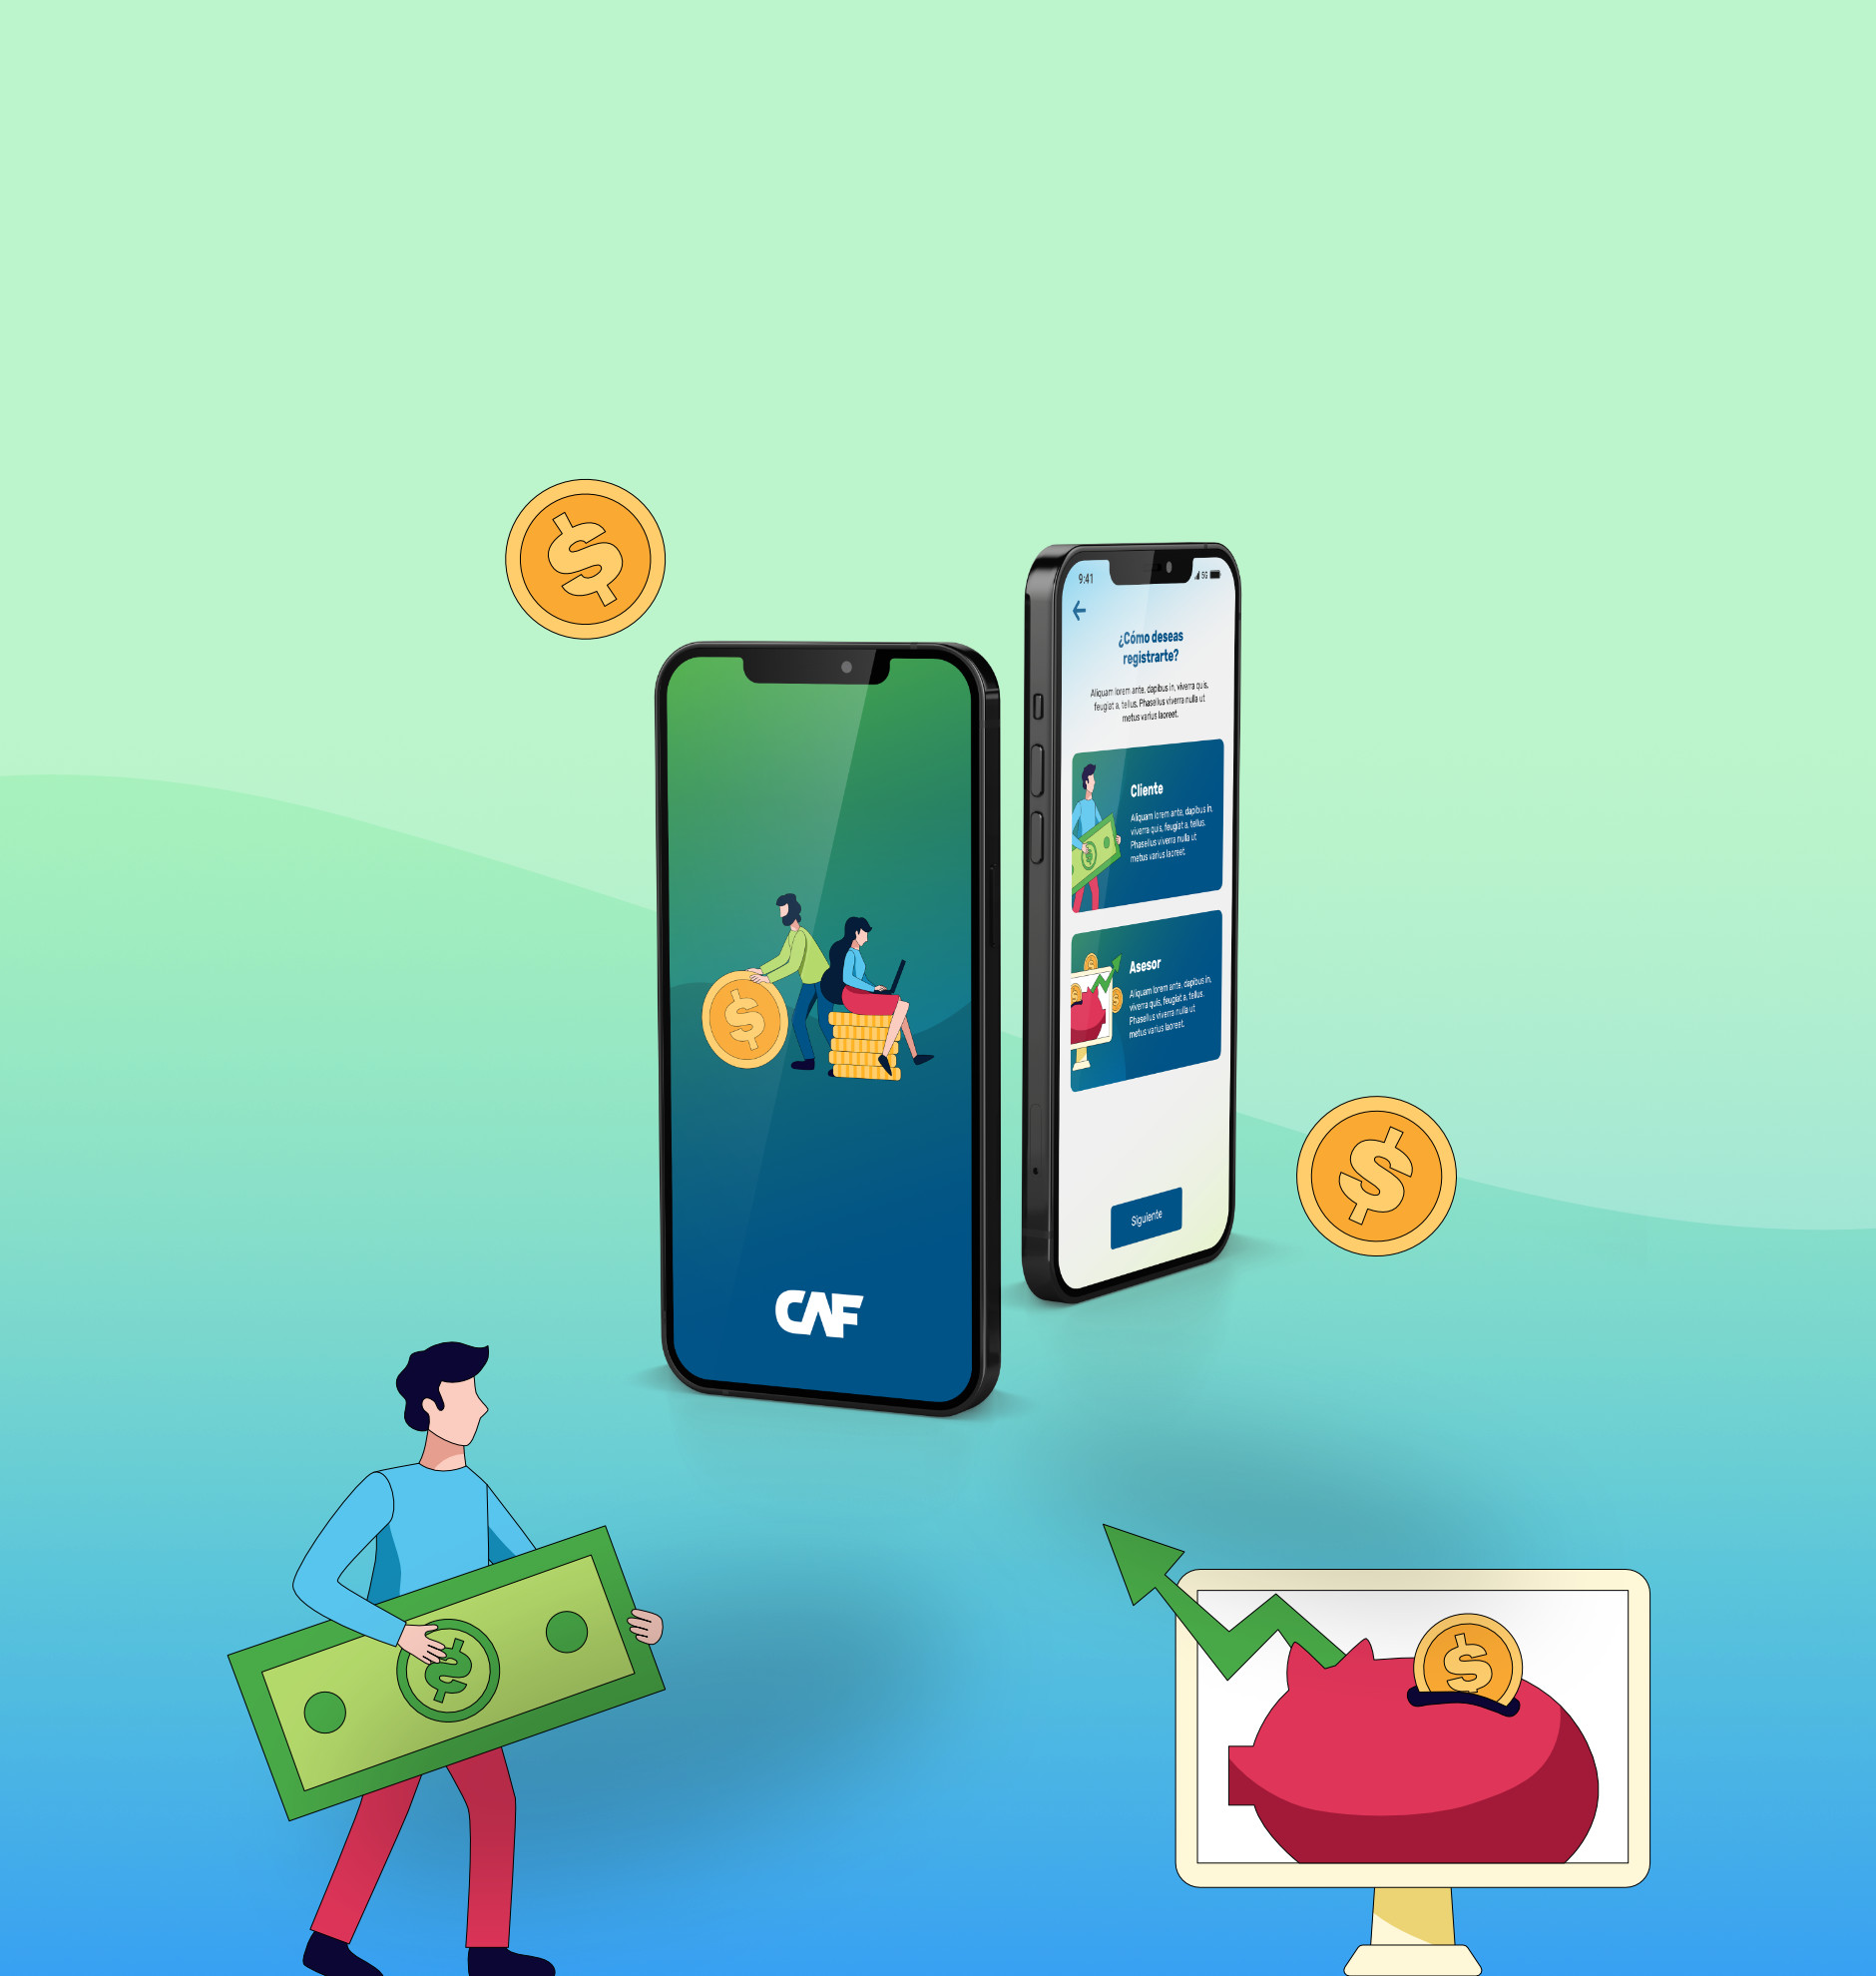 CAF
9:41
5G
¿Cómo deseas
registrarte?
Aliquam lorem ante, dapibus in, viverra quis,
feugiat a, tellus. Phasellus viverra nulla ut
metus varius laoreet.
Cliente
Aliquam lorem ante, dapibus in,
viverra quis, feugiat a, tellus.
Phasellus viverra nulla ut
metus varius laoreet.
Asesor
Aliquam lorem ante, dapibus in,
viverra quis, feugiat a, tellus.
Phasellus viverra nulla ut
metus varius laoreet.
Siguiente